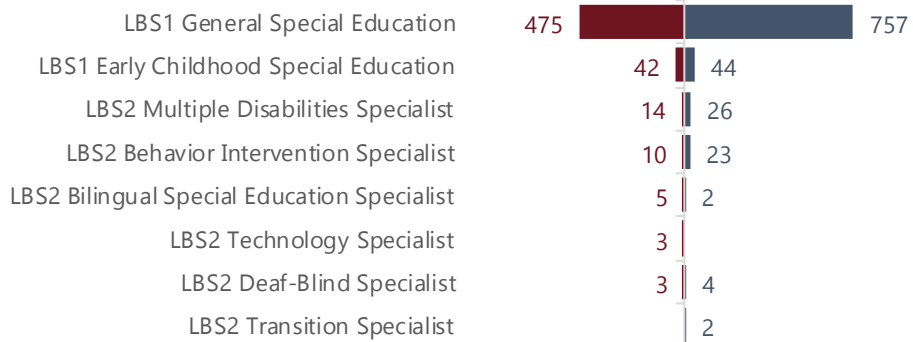 LBS1 General Special Education 475 757
LBS1 Early Childhood Special Education 42 44
LBS2 Multiple Disabilities Specialist 14 26
LBS2 Behavior Intervention Specialist 10 23
LBS2 Bilingual Special Education Specialist 5 2
LBS2 Technology Specialist 3
LBS2 Deaf-Blind Specialist 3 4
LBS2 Transition Specialist 2